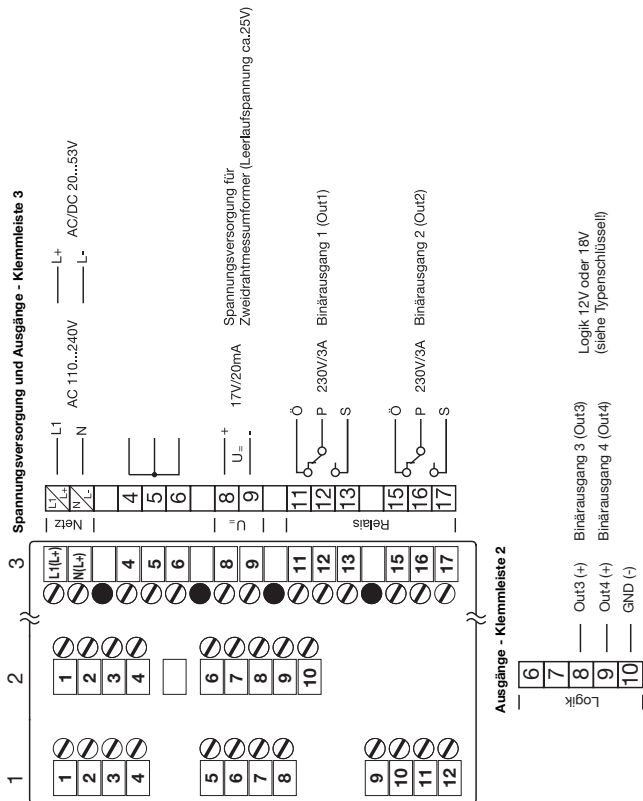 Spannungsversorgung und Ausgänge - Klemmleiste 3
1
2
3
1
2
3
4
5
6
7
8
9
10
11
12
1
2
3
4
6
7
8
9
10
L1(L+)
N(L+)
4
5
6
8
9
11
12
13
15
16
17
Netz
U=
Relais
L1 L+
N L-
4
5
6
8
9
11
12
13
15
16
17
L1
N
AC 110...240V
L+
L-
AC/DC 20...53V
+
U=
-
17V/20mA
Spannungsversorgung für
Zweidrahtmessumformer (Leerlaufspannung ca.25V)
Ö
P
S
230V/3A Binärausgang 1 (Out1)
Ö
P
S
230V/3A Binärausgang 2 (Out2)
Ausgänge - Klemmleiste 2
Logik
6
7
8
9
10
Out3 (+) Binärausgang 3 (Out3)
Out4 (+) Binärausgang 4 (Out4)
GND (-)
Logik 12V oder 18V
(siehe Typenschlüssel!)